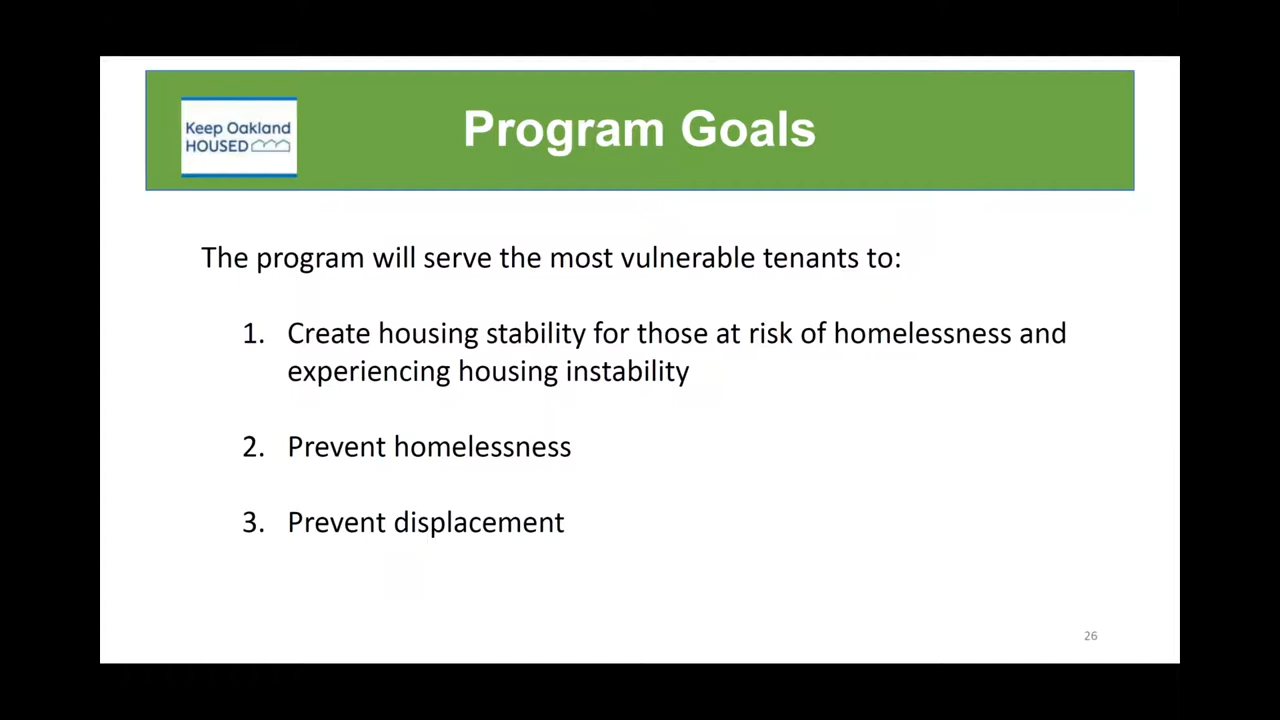 Keep Oakland
HOUSED
Program Goals
The program will serve the most vulnerable tenants to:
1. Create housing stability for those at risk of homelessness and
experiencing housing instability
2. Prevent homelessness
3. Prevent displacement
26